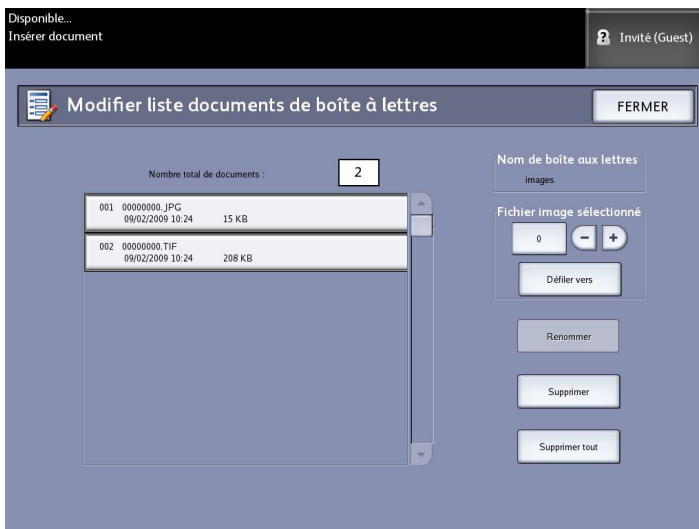 Disponible...
Insérer document
Invité (Guest)
Modifier liste documents de boîte à lettres
FERMER
Nombre total de documents :
2
001 00000000.JPG
09/02/2009 10:24 15 KB
002 00000000.TIF
09/02/2009 10:24 208 KB
Nom de boîte aux lettres
images
Fichier image sélectionné
0
Défiler vers
Renommer
Supprimer
Supprimer tout